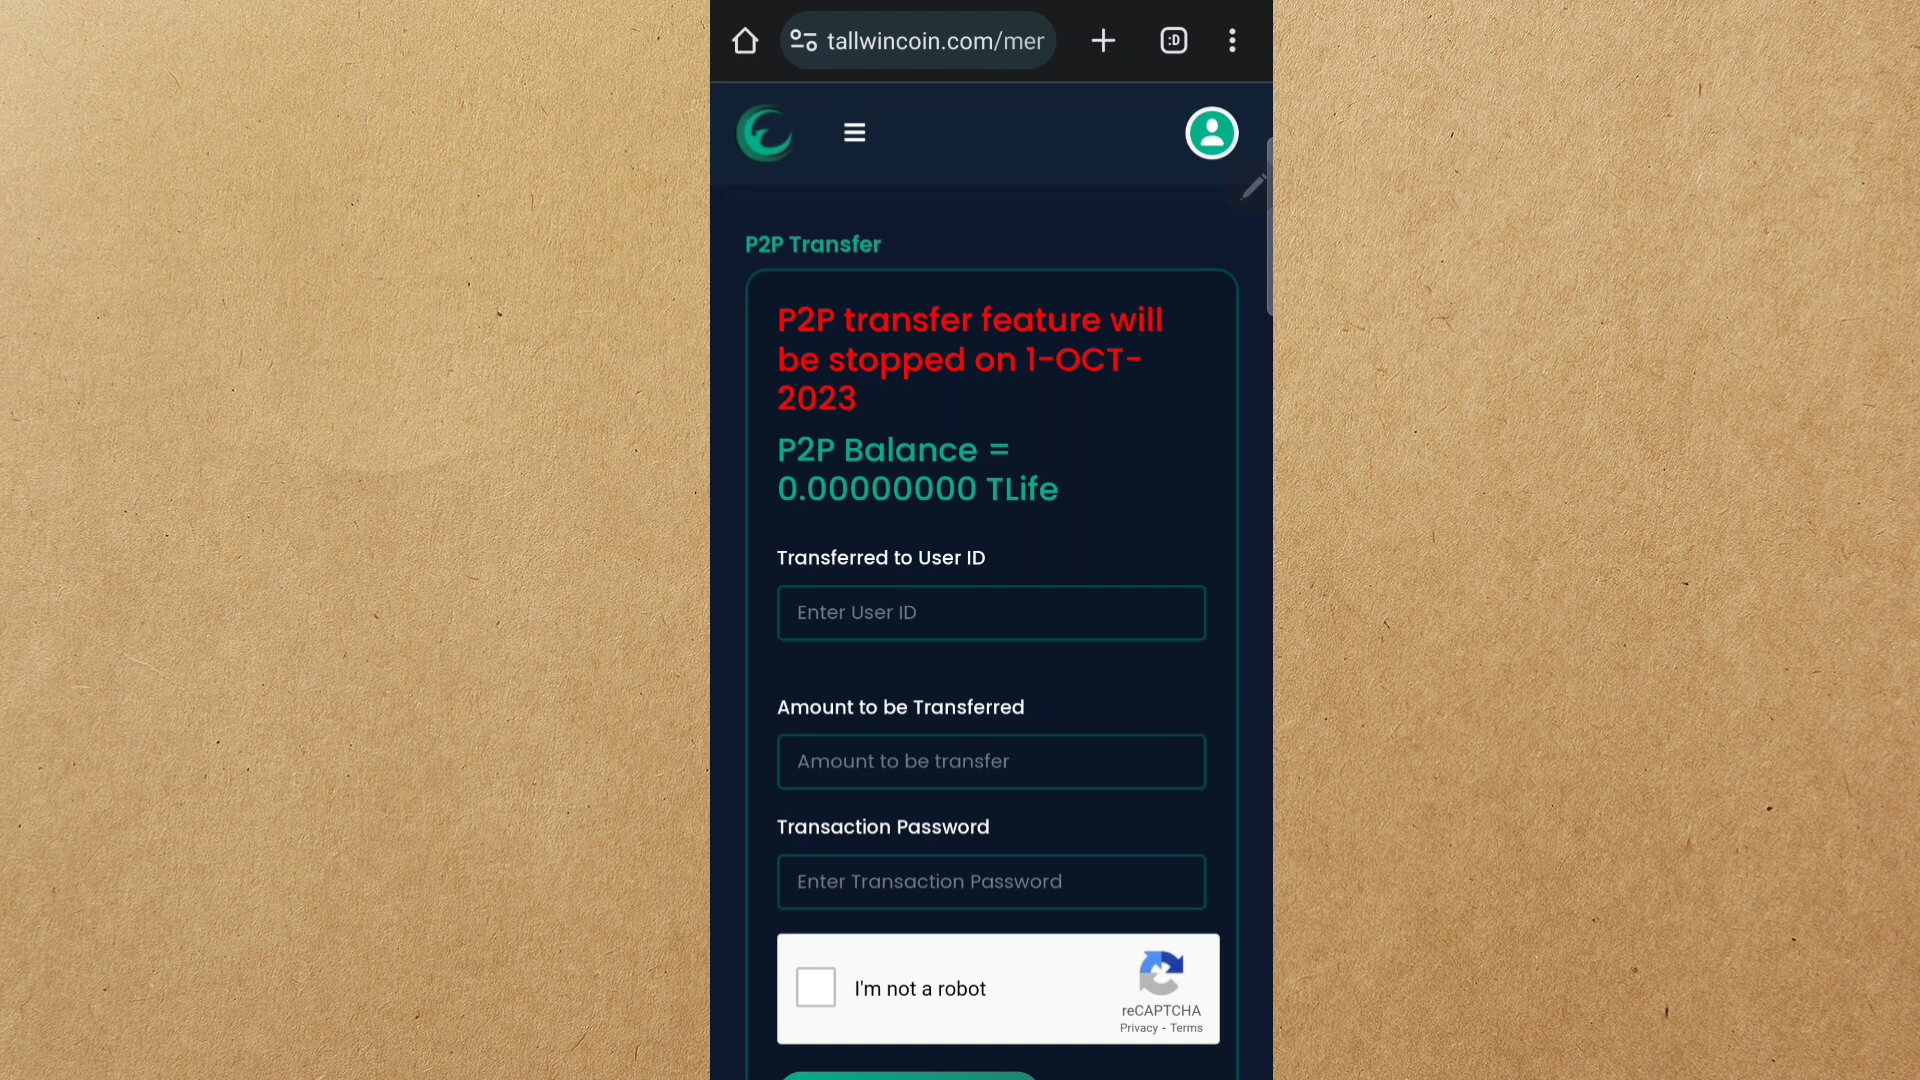 :D
tallwincoin.com/mer
P2P Transfer
P2P transfer feature will
be stopped on 1-OCT-
2023
P2P Balance =
0.00000000 TLife
Transferred to User ID
Enter User ID
Amount to be Transferred
Amount to be transfer
Transaction Password
Enter Transaction Password
I'm not a robot
reCAPTCHA
Privacy - Terms